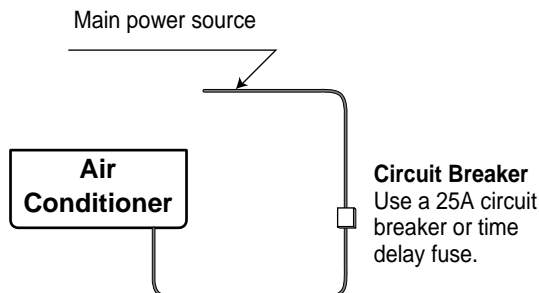 Main power source
Air
Conditioner
Circuit Breaker
Use a 25A circuit
breaker or time
delay fuse.